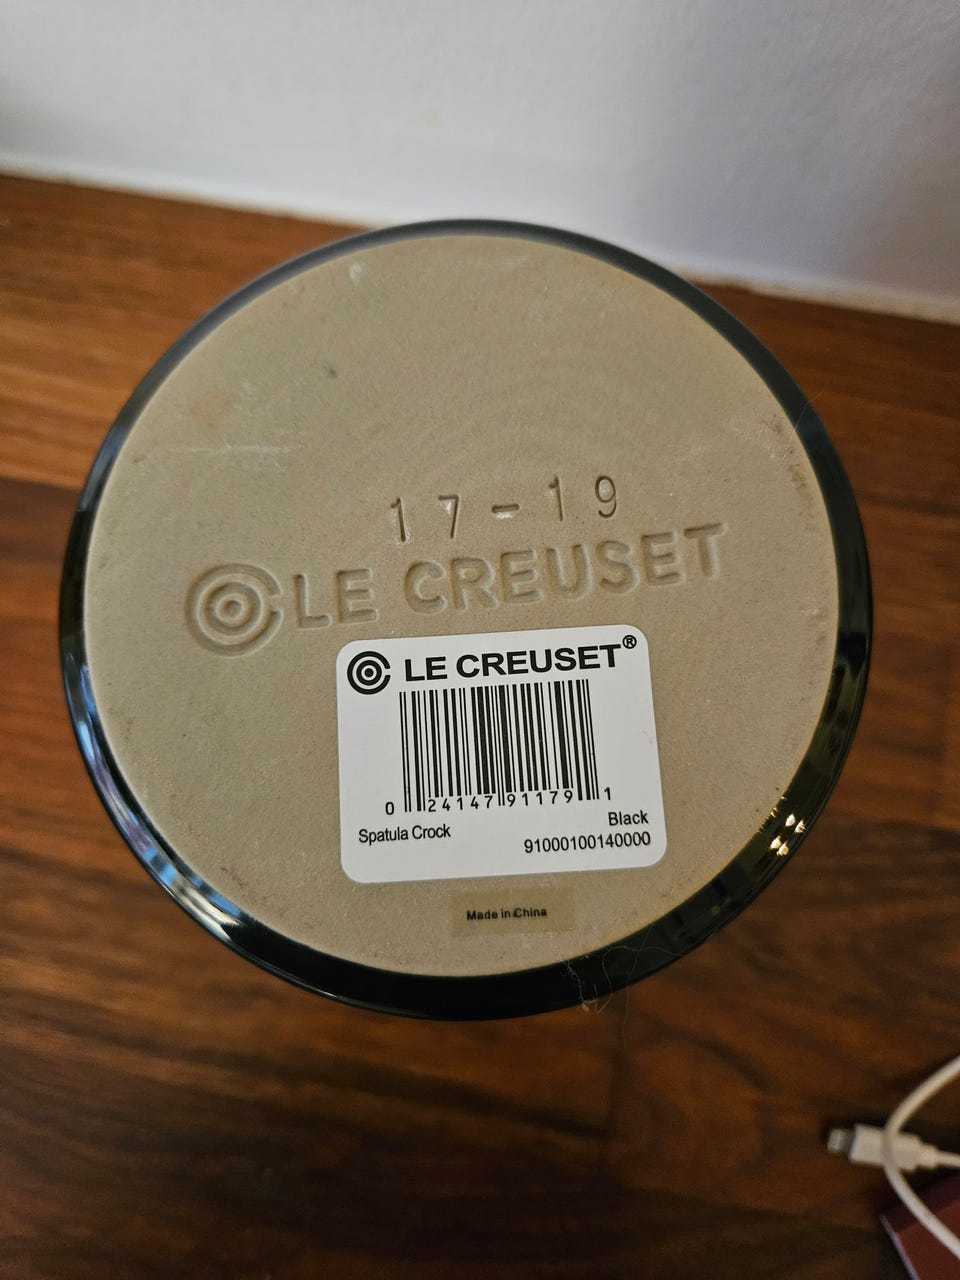 17-19
LE CREUSET
LE CREUSET®
0 24147 91179 1
Spatula Crock
Black
91000100140000
Made in China